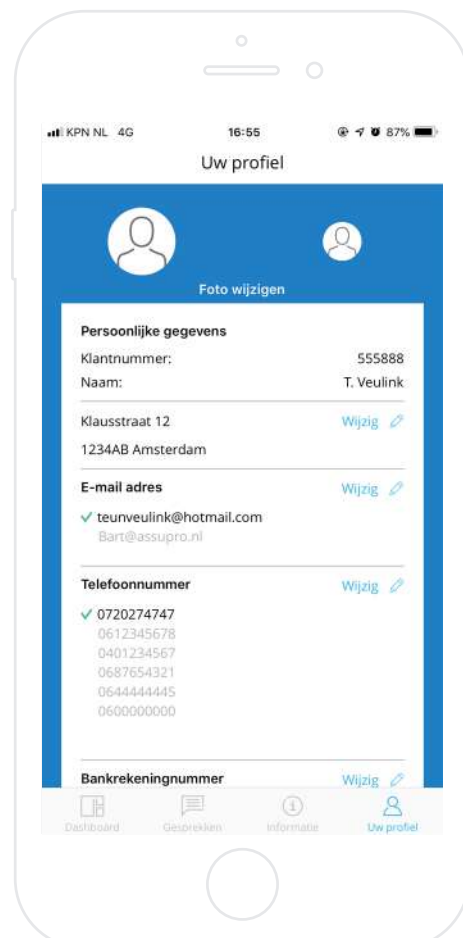 KPN NL 4G 16:55 87%
Uw profiel
Foto wijzigen
Persoonlijke gegevens
Klantnummer: 555888
Naam: T. Veulink
Klausstraat 12 Wijzig
1234AB Amsterdam
E-mail adres Wijzig
teunveulink@hotmail.com
Bart@assupro.nl
Telefoonnummer Wijzig
0720274747
0612345678
0401234567
0687654321
0644444445
0600000000
Bankrekeningnummer Wijzig
Dashboard Gesprekken Informatie Uw profiel